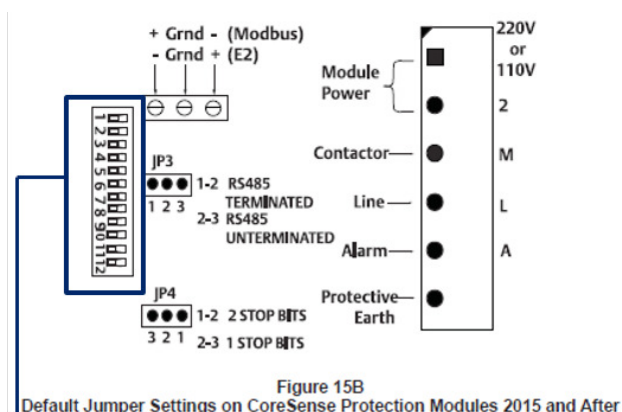 + Grnd - (Modbus)
- Grnd + (E2)
1 2 3 4 5 6 7 8 9 10 11 12
JP3
1 2 3
1-2 RS485
TERMINATED
2-3 RS485
UNTERMINATED
JP4
3 2 1
1-2 2 STOP BITS
2-3 1 STOP BITS
220V
or
110V
Module
Power
2
Contactor
M
Line
L
Alarm
A
Protective
Earth
Figure 15B
Default Jumper Settings on CoreSense Protection Modules 2015 and After